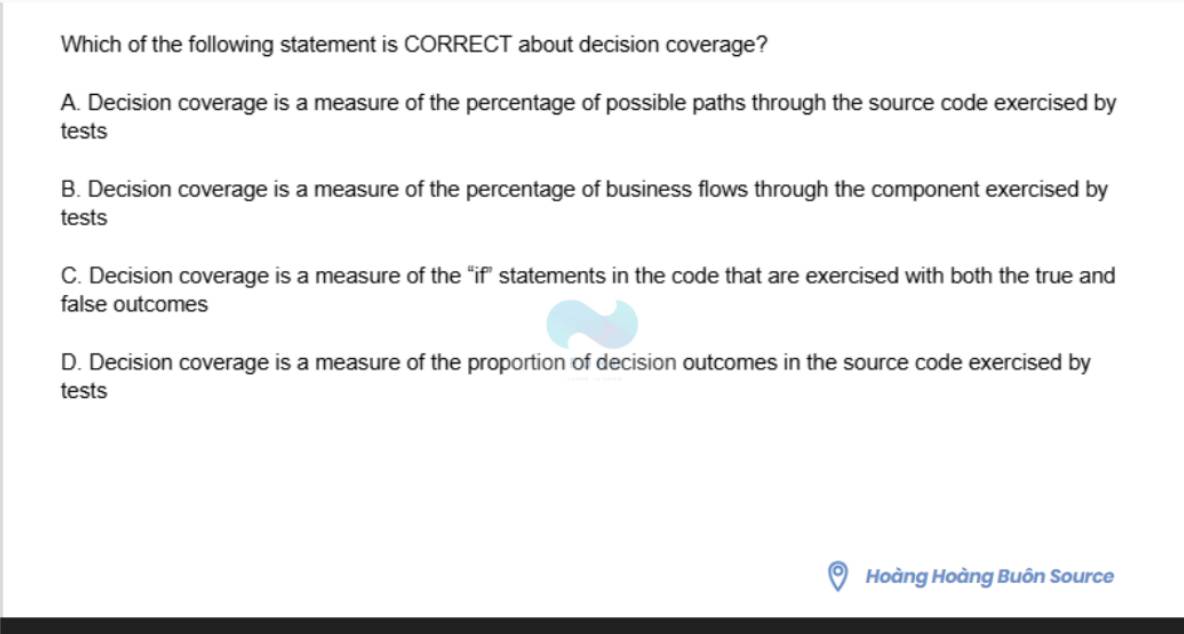 Which of the following statement is CORRECT about decision coverage?
A. Decision coverage is a measure of the percentage of possible paths through the source code exercised by
tests
B. Decision coverage is a measure of the percentage of business flows through the component exercised by
tests
C. Decision coverage is a measure of the “if” statements in the code that are exercised with both the true and
false outcomes
D. Decision coverage is a measure of the proportion of decision outcomes in the source code exercised by
tests
Hoàng Hoàng Buôn Source